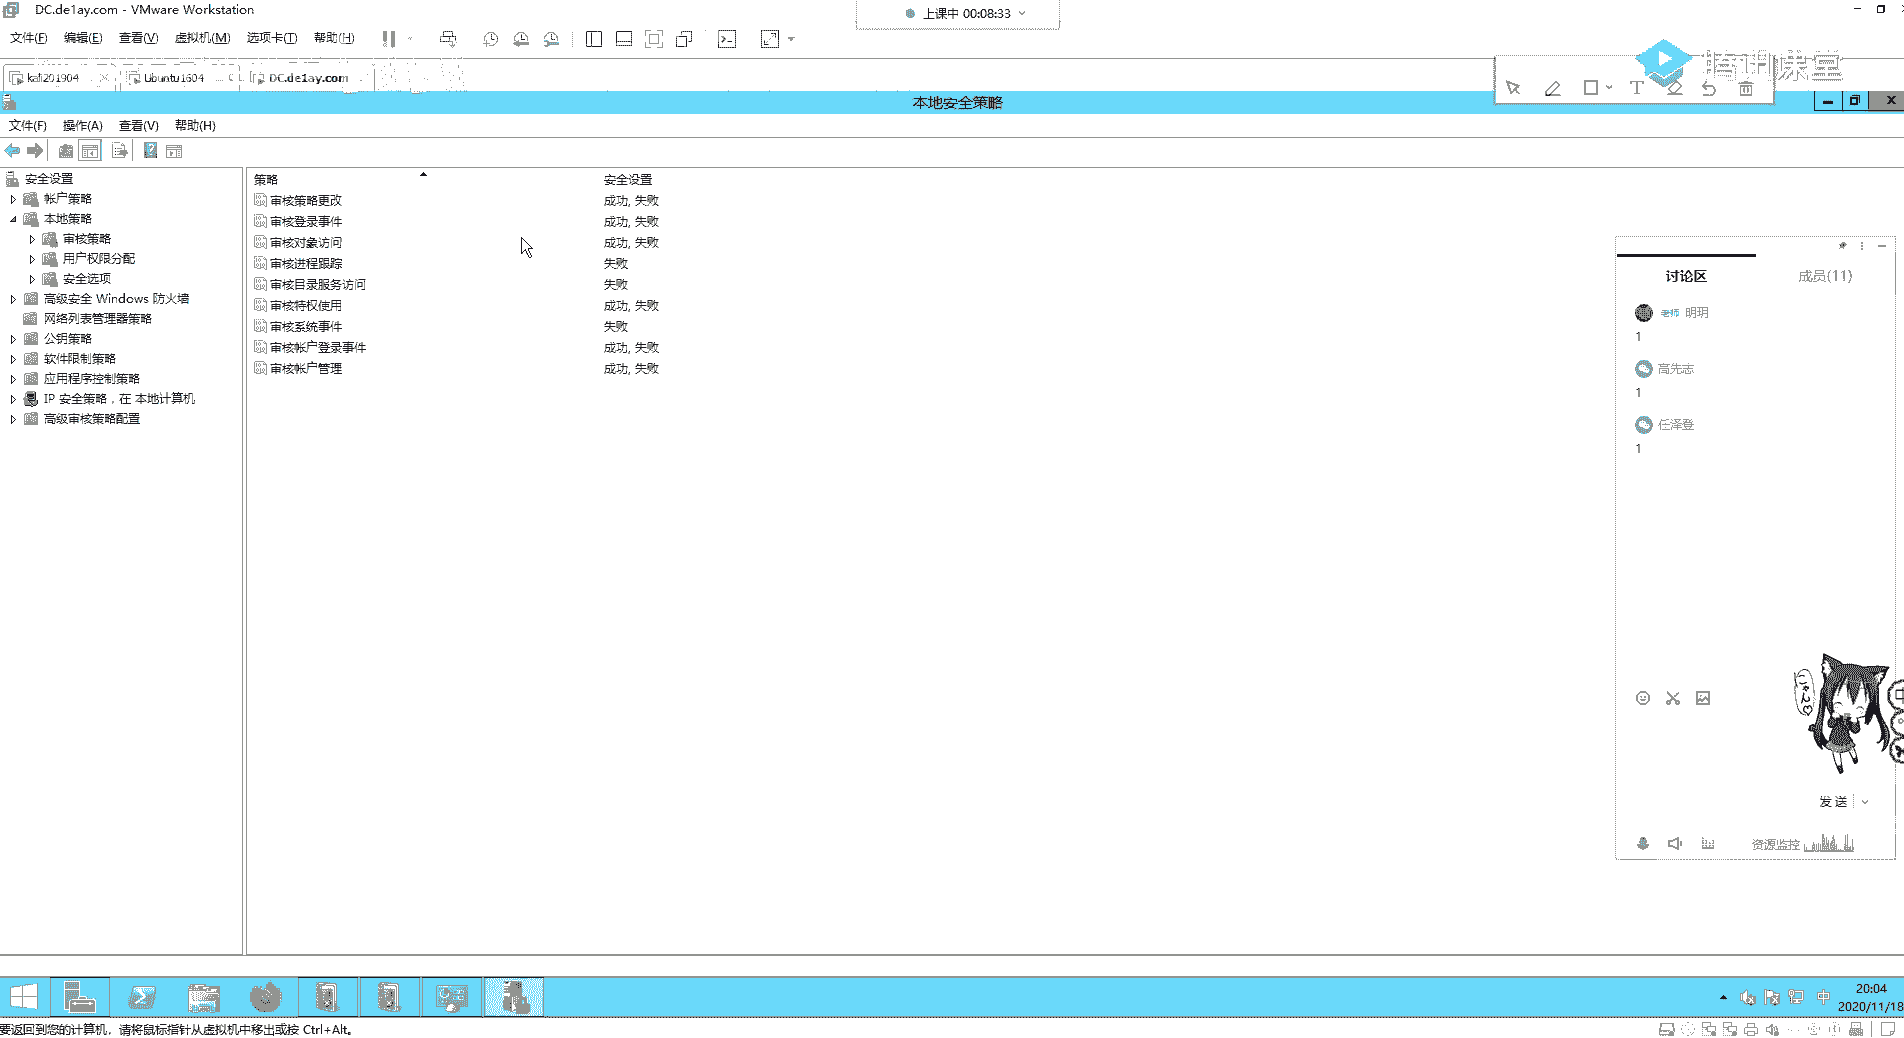 DC.de1ay.com - VMware Workstation
上课中 00:08:33
文件(F) 编辑(E) 查看(V) 虚拟机(M) 选项卡(T) 帮助(H)
kali201904 Ubuntu1604 DC.de1ay.com
T
本地安全策略
文件(F) 操作(A) 查看(V) 帮助(H)
安全设置
帐户策略
本地策略
审核策略
用户权限分配
安全选项
高级安全 Windows 防火墙
网络列表管理器策略
公钥策略
软件限制策略
应用程序控制策略
IP 安全策略，在 本地计算机
高级审核策略配置
策略 安全设置
审核策略更改 成功, 失败
审核登录事件 成功, 失败
审核对象访问 成功, 失败
审核进程跟踪 失败
审核目录服务访问 失败
审核特权使用 成功, 失败
审核系统事件 失败
审核帐户登录事件 成功, 失败
审核帐户管理 成功, 失败
讨论区 成员(11)
老师 明玥
1
高先志
1
任泽登
1
发送
资源监控
中
20:04
2020/11/18
要返回到您的计算机，请将鼠标指针从虚拟机中移出或按 Ctrl+Alt。